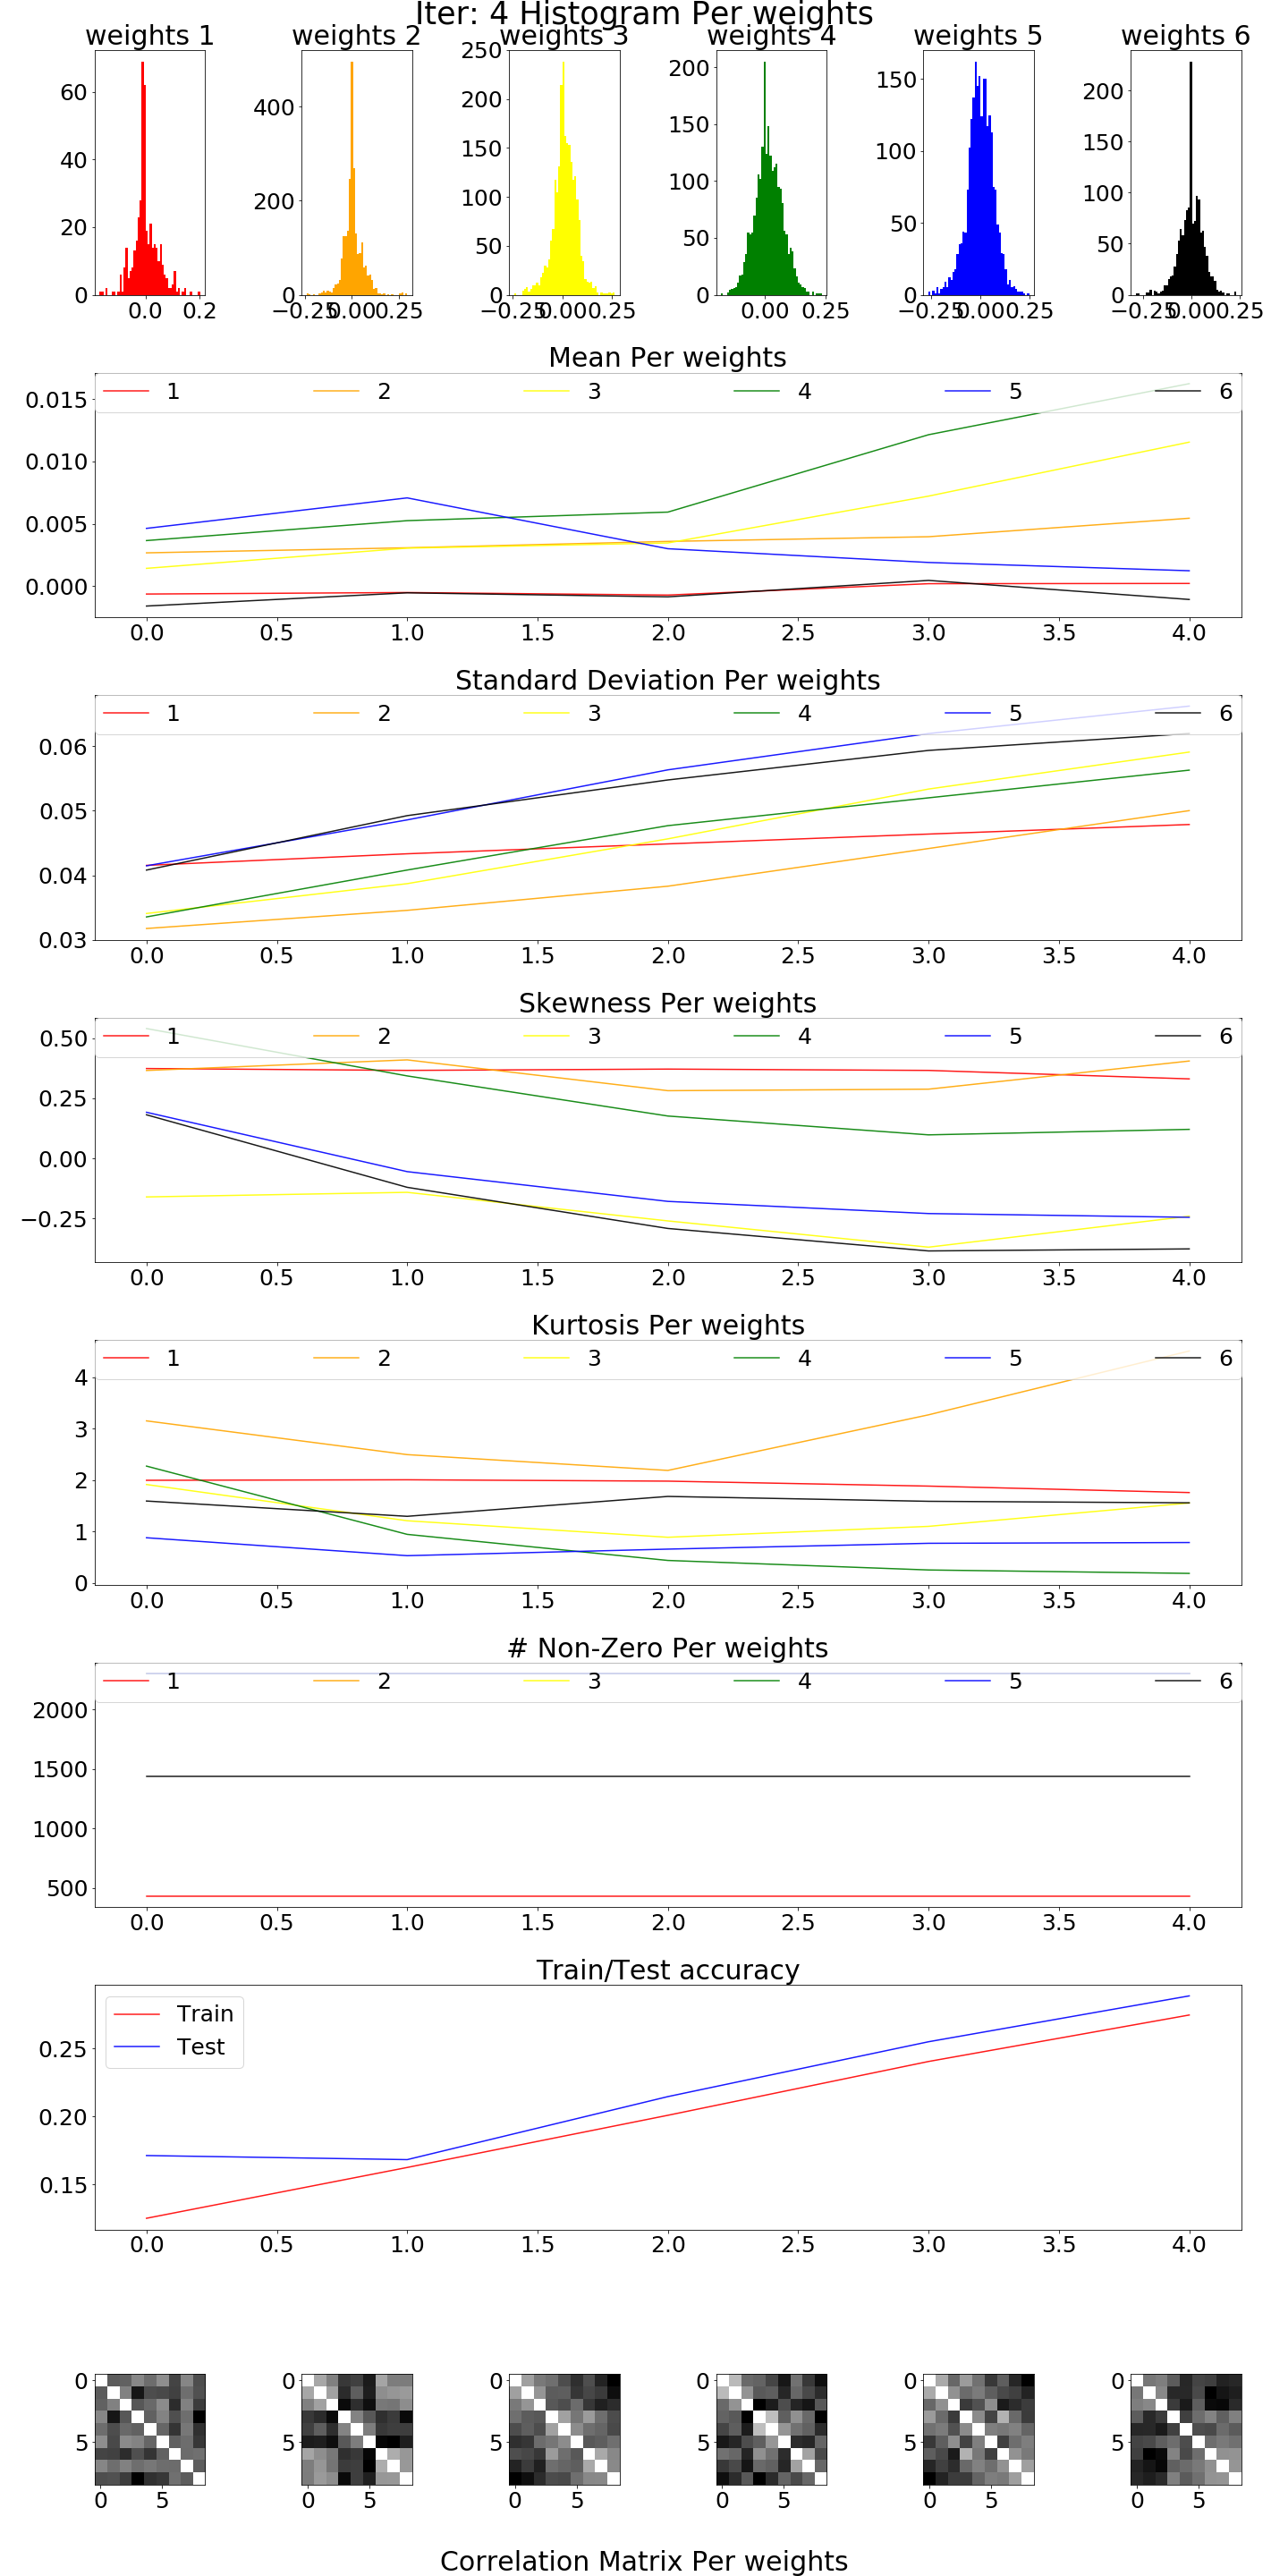 Iter: 4 Histogram Per weights
weights 1 weights 2 weights 3 weights 4 weights 5 weights 6
0 20 40 60
0.0 0.2
0 200 400
−0.25 0.00 0.25
0 50 100 150 200 250
−0.25 0.00 0.25
0 50 100 150 200
0.00 0.25
0 50 100 150
−0.25 0.00 0.25
0 50 100 150 200
−0.25 0.00 0.25
Mean Per weights
1 2 3 4 5 6
0.015
0.010
0.005
0.000
0.0 0.5 1.0 1.5 2.0 2.5 3.0 3.5 4.0
Standard Deviation Per weights
1 2 3 4 5 6
0.06
0.05
0.04
0.03
0.0 0.5 1.0 1.5 2.0 2.5 3.0 3.5 4.0
Skewness Per weights
1 2 3 4 5 6
0.50
0.25
0.00
−0.25
0.0 0.5 1.0 1.5 2.0 2.5 3.0 3.5 4.0
Kurtosis Per weights
1 2 3 4 5 6
4
3
2
1
0
0.0 0.5 1.0 1.5 2.0 2.5 3.0 3.5 4.0
# Non-Zero Per weights
1 2 3 4 5 6
2000
1500
1000
500
0.0 0.5 1.0 1.5 2.0 2.5 3.0 3.5 4.0
Train/Test accuracy
Train
Test
0.25
0.20
0.15
0.0 0.5 1.0 1.5 2.0 2.5 3.0 3.5 4.0
0 0 0 0 0 0
5 5 5 5 5 5
0 5 0 5 0 5 0 5 0 5 0 5
Correlation Matrix Per weights